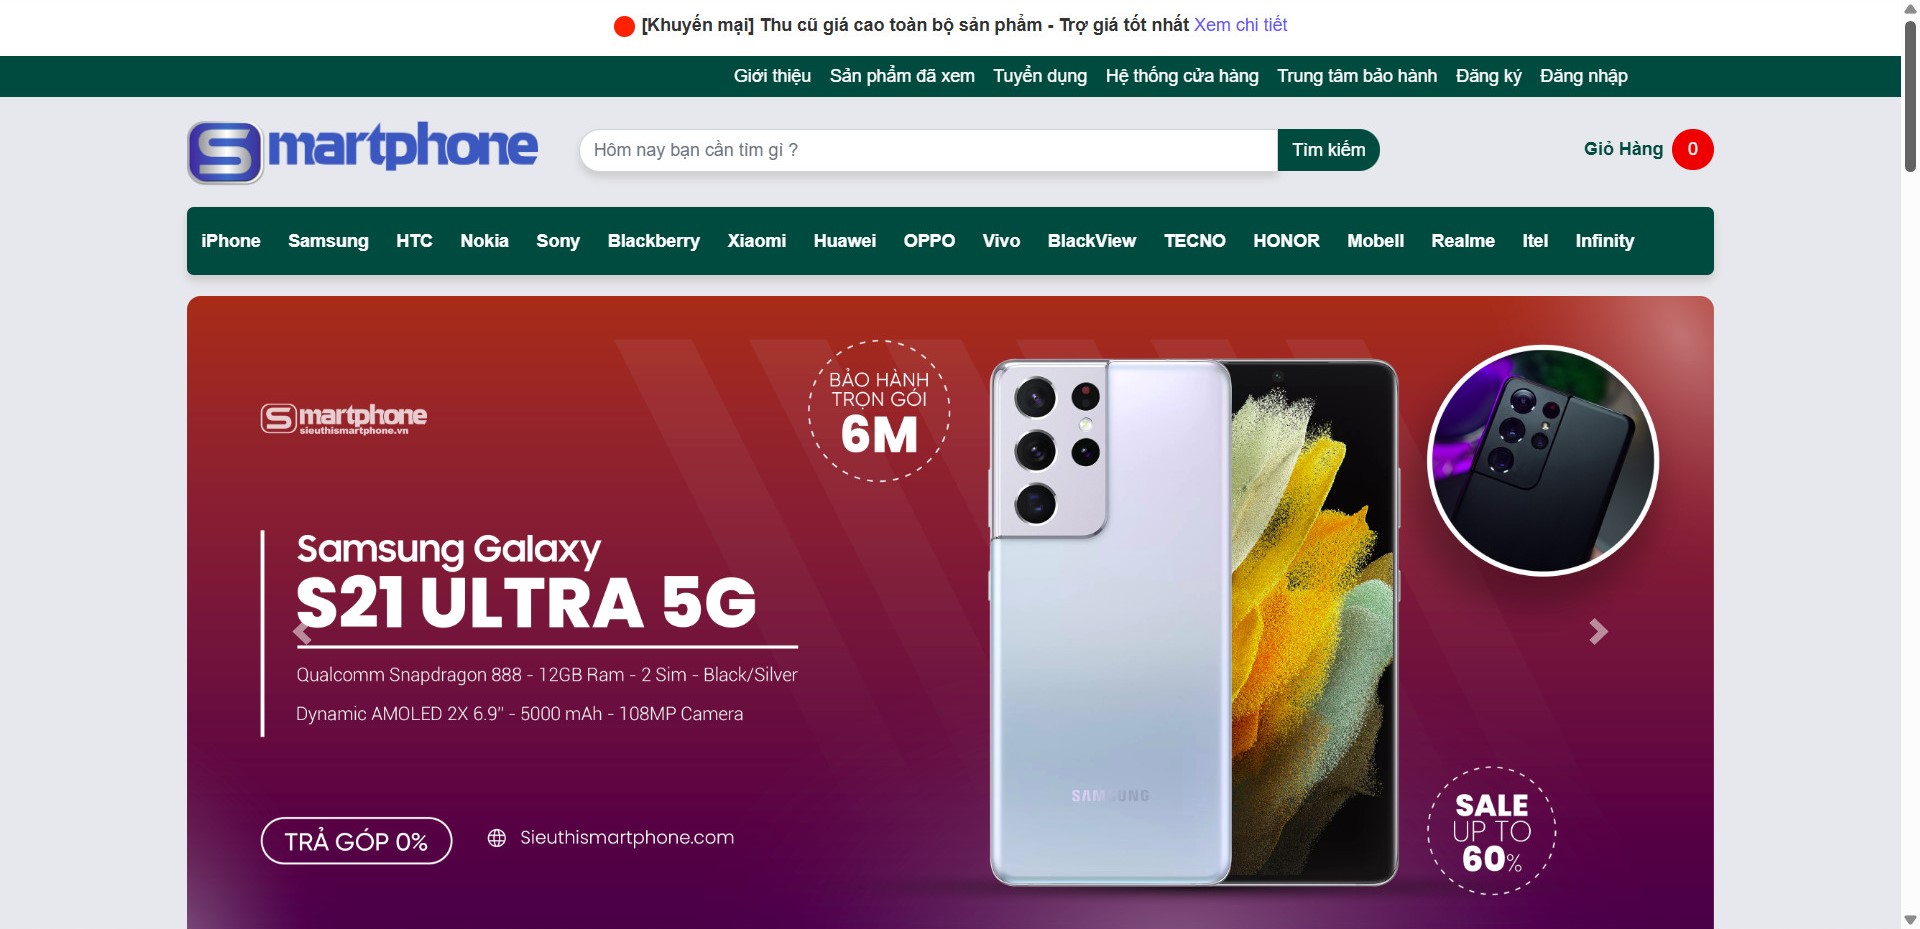 [Khuyến mại] Thu cũ giá cao toàn bộ sản phẩm - Trợ giá tốt nhất Xem chi tiết
Giới thiệu Sản phẩm đã xem Tuyển dụng Hệ thống cửa hàng Trung tâm bảo hành Đăng ký Đăng nhập
Smartphone
Hôm nay bạn cần tìm gì ?
Tìm kiếm
Giỏ Hàng 0
iPhone Samsung HTC Nokia Sony Blackberry Xiaomi Huawei OPPO Vivo BlackView TECNO HONOR Mobell Realme Itel Infinity
Smartphone
sieuthismartphone.vn
BẢO HÀNH
TRỌN GÓI
6M
Samsung Galaxy
S21 ULTRA 5G
Qualcomm Snapdragon 888 - 12GB Ram - 2 Sim - Black/Silver
Dynamic AMOLED 2X 6.9" - 5000 mAh - 108MP Camera
TRẢ GÓP 0%
Sieuthismartphone.com
SAMSUNG
SALE
UP TO
60%